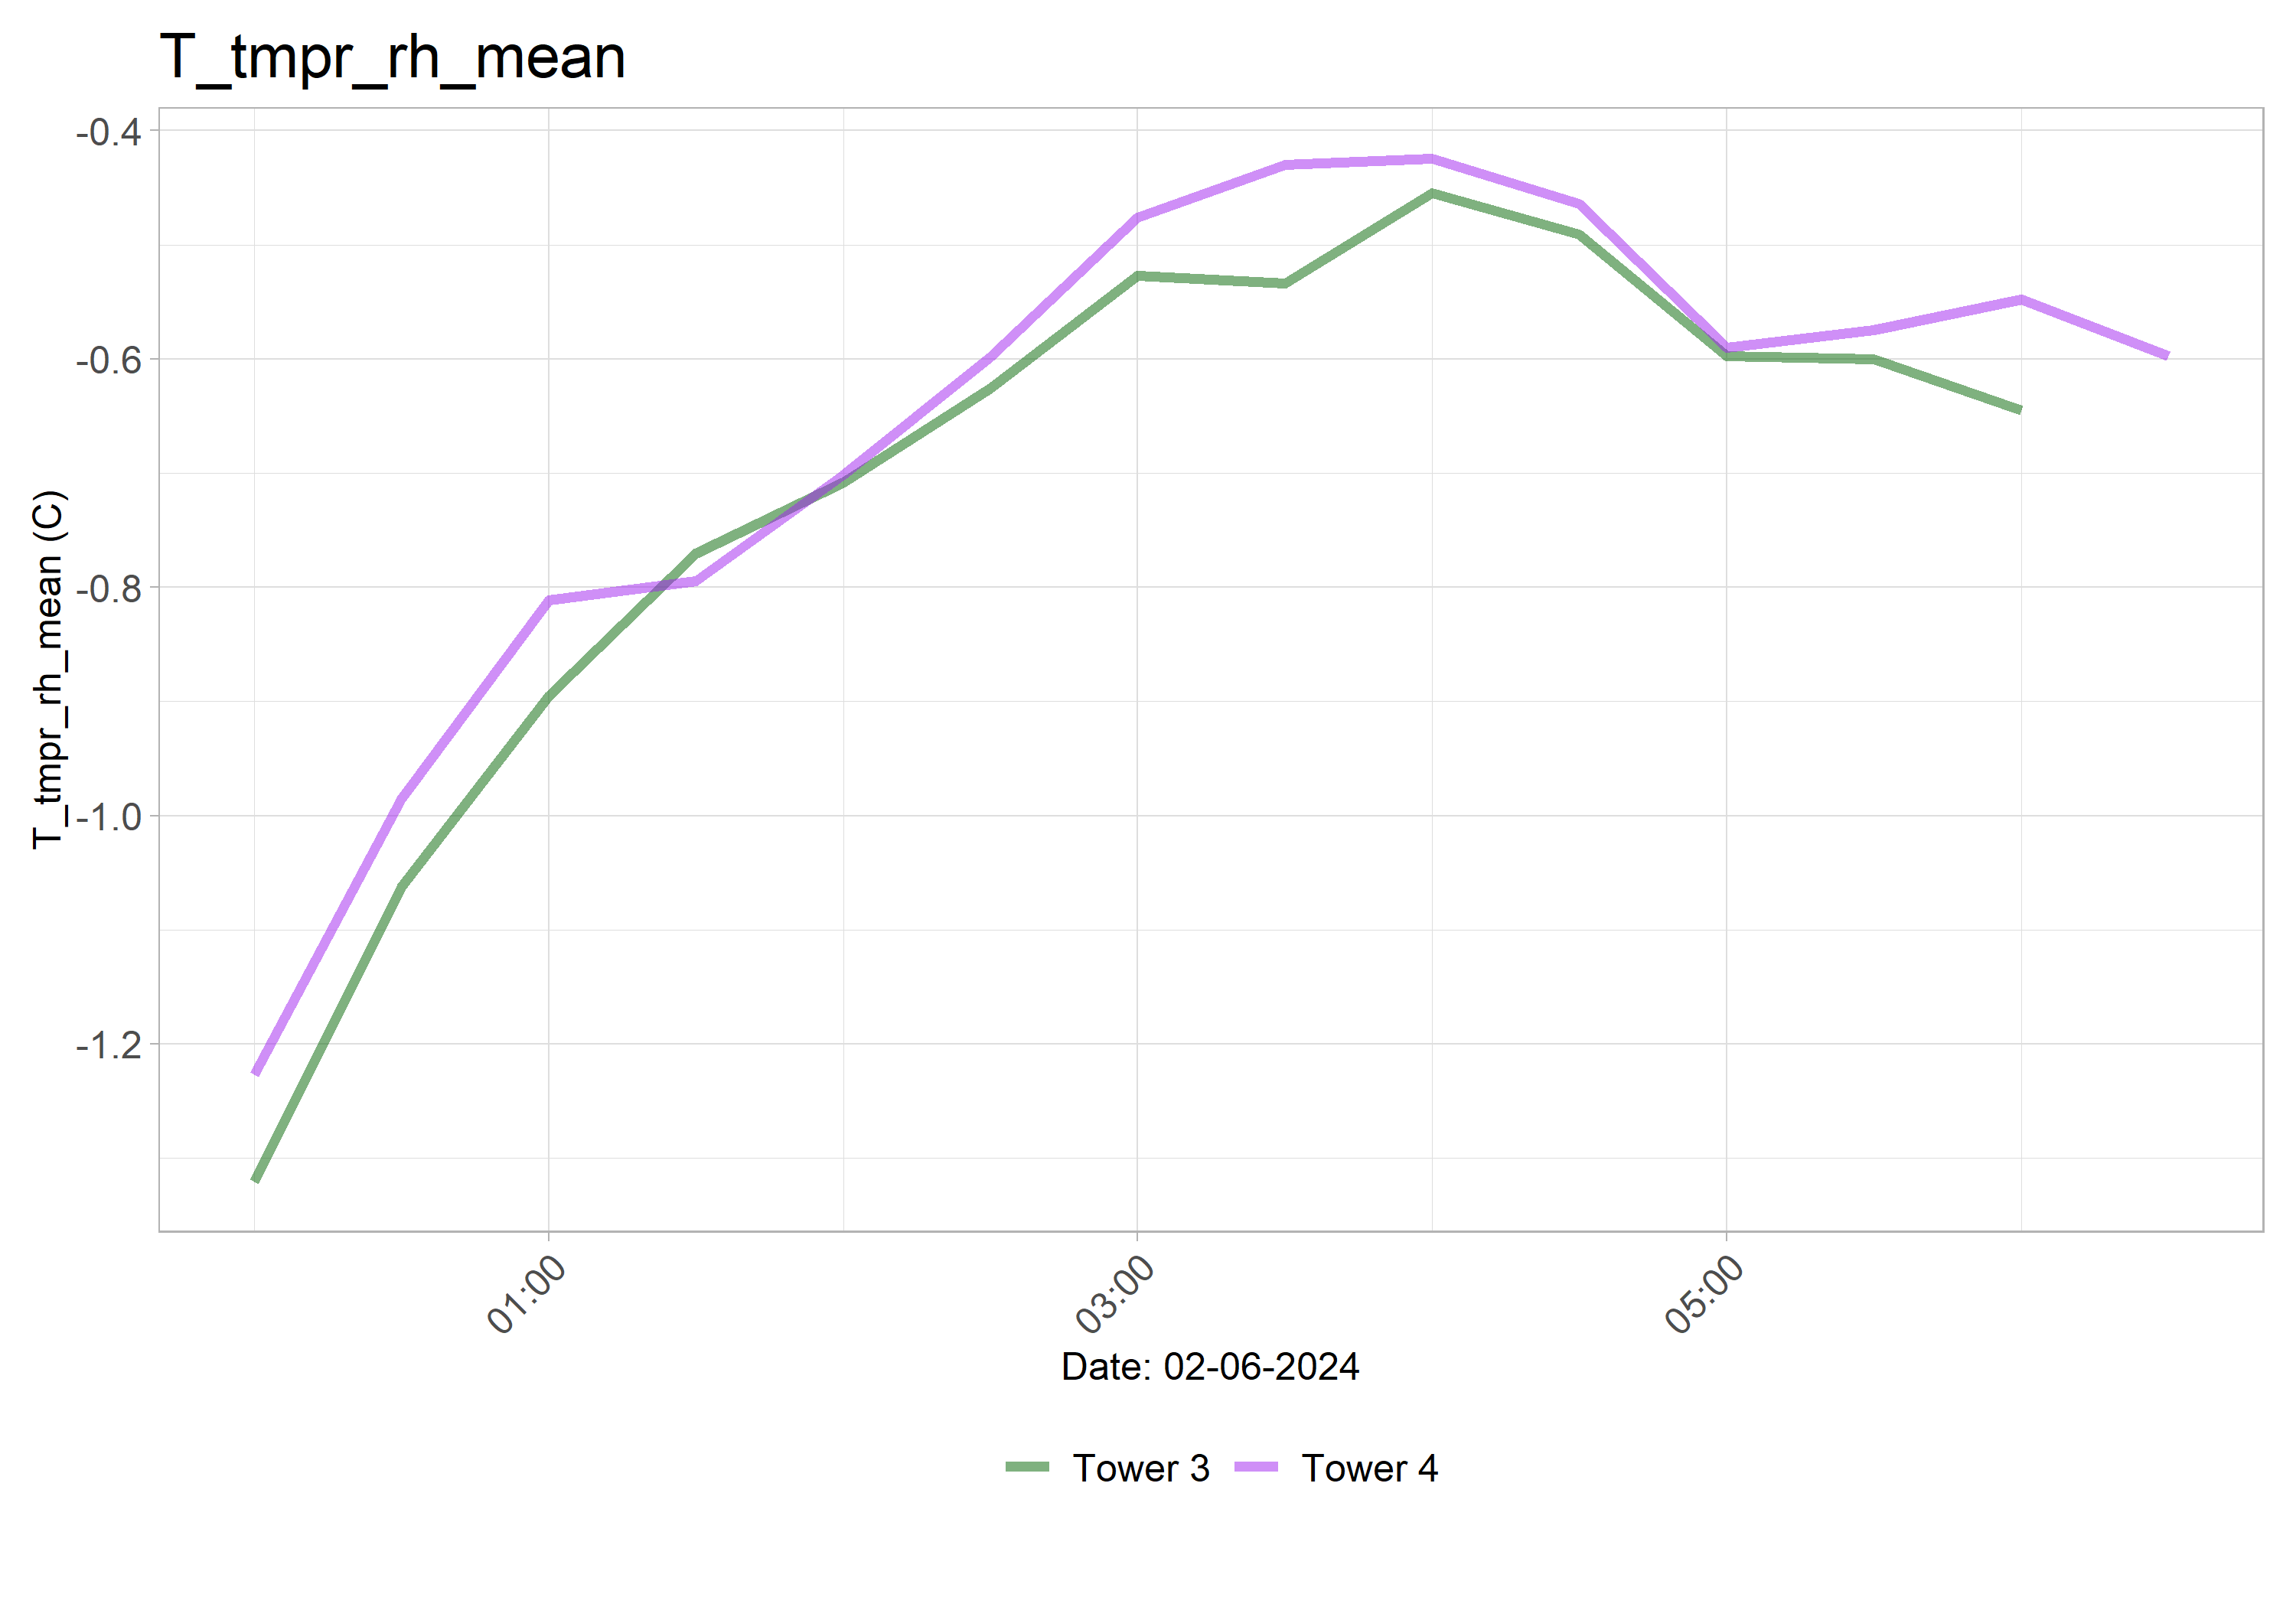 T_tmpr_rh_mean
-0.4
-0.6
-0.8
-1.0
-1.2
T_tmpr_rh_mean (C)
01:00
03:00
05:00
Date: 02-06-2024
Tower 3
Tower 4